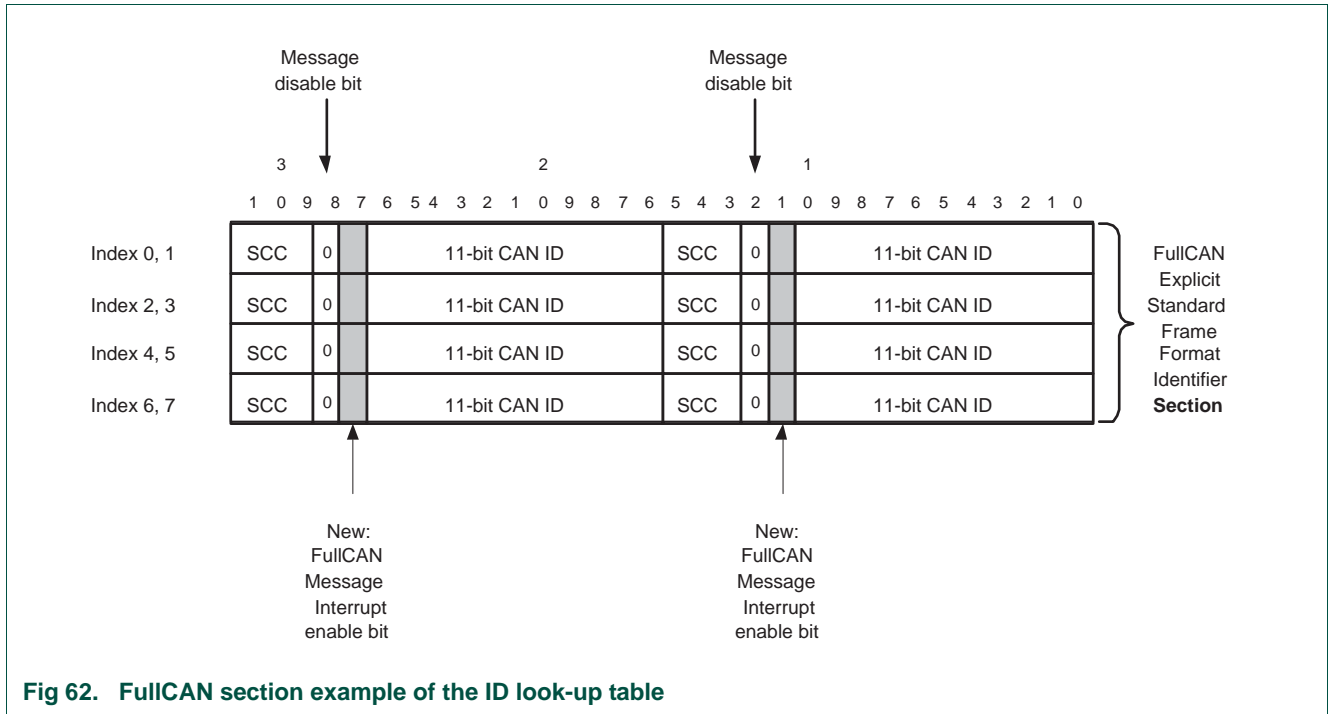 Message
disable bit
Message
disable bit
3 2 1
1 0 9 8 7 6 5 4 3 2 1 0 9 8 7 6 5 4 3 2 1 0 9 8 7 6 5 4 3 2 1 0
Index 0, 1 SCC 0 11-bit CAN ID SCC 0 11-bit CAN ID
Index 2, 3 SCC 0 11-bit CAN ID SCC 0 11-bit CAN ID
Index 4, 5 SCC 0 11-bit CAN ID SCC 0 11-bit CAN ID
Index 6, 7 SCC 0 11-bit CAN ID SCC 0 11-bit CAN ID
FullCAN
Explicit
Standard
Frame
Format
Identifier
Section
New:
FullCAN
Message
Interrupt
enable bit
New:
FullCAN
Message
Interrupt
enable bit
Fig 62. FullCAN section example of the ID look-up table